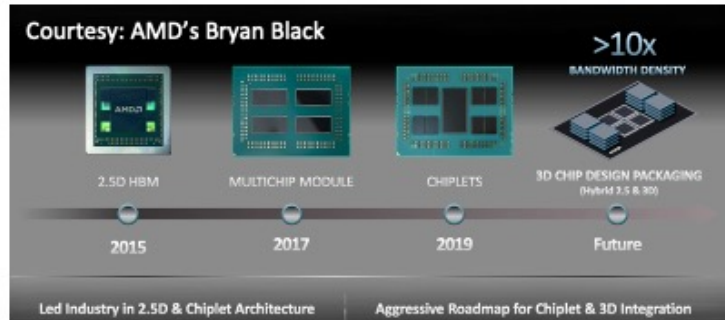 Courtesy: AMD's Bryan Black
>10x
BANDWIDTH DENSITY
AMD
2.5D HBM
MULTICHIP MODULE
CHIPLETS
3D CHIP DESIGN PACKAGING
(Hybrid 2.5 & 3D)
2015
2017
2019
Future
Led Industry in 2.5D & Chiplet Architecture
Aggressive Roadmap for Chiplet & 3D Integration